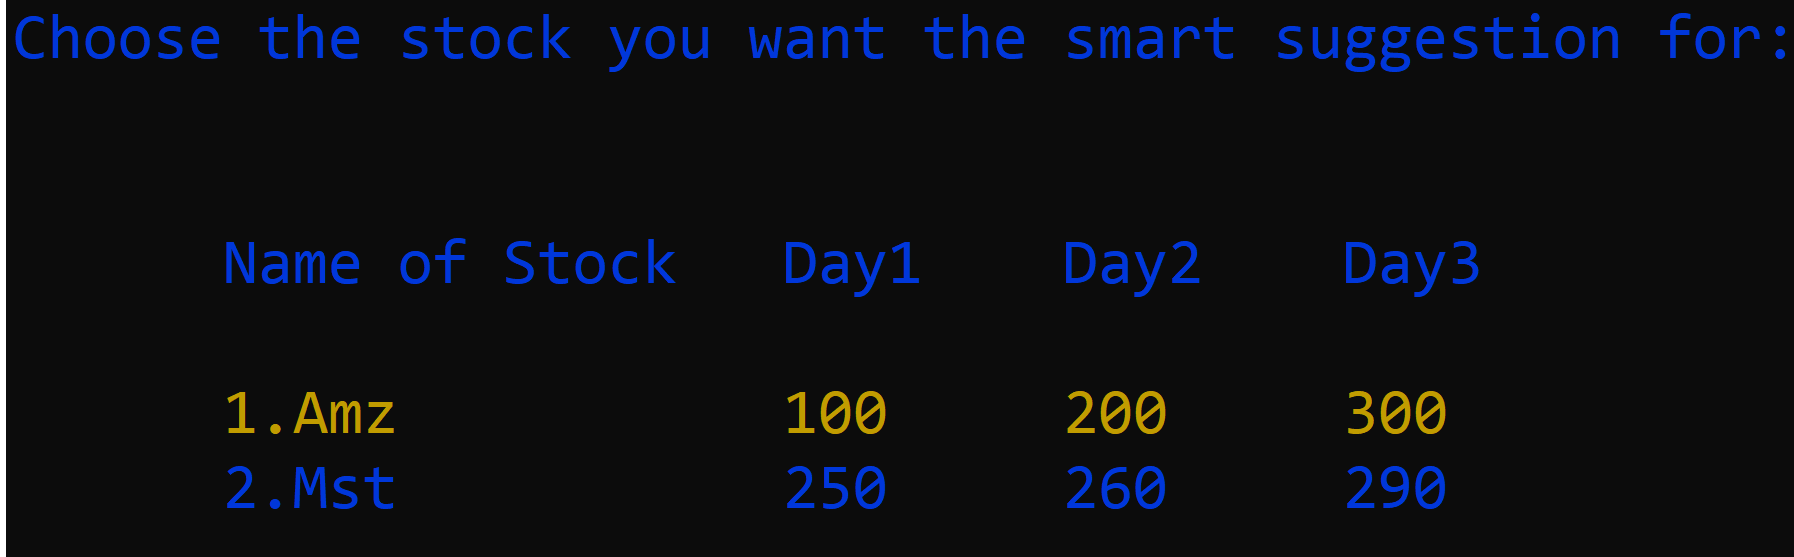 Choose the stock you want the smart suggestion for:
Name of Stock Day1 Day2 Day3
1.Amz 100 200 300
2.Mst 250 260 290